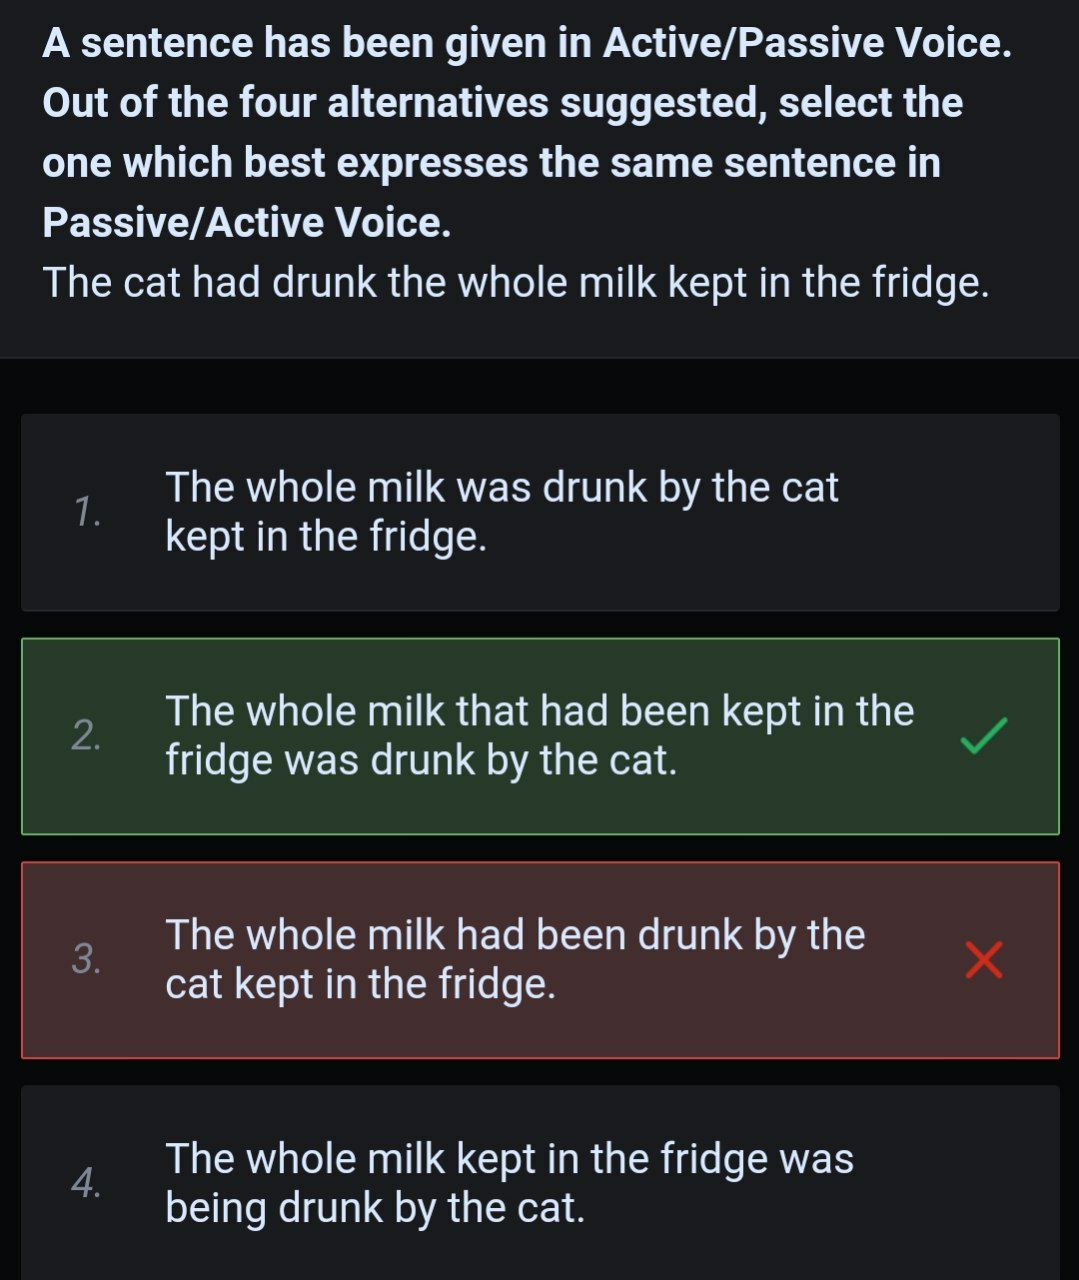 A sentence has been given in Active/Passive Voice.
Out of the four alternatives suggested, select the
one which best expresses the same sentence in
Passive/Active Voice.
The cat had drunk the whole milk kept in the fridge.
1.
The whole milk was drunk by the cat
kept in the fridge.
2.
The whole milk that had been kept in the
fridge was drunk by the cat.
3.
The whole milk had been drunk by the
cat kept in the fridge.
4.
The whole milk kept in the fridge was
being drunk by the cat.